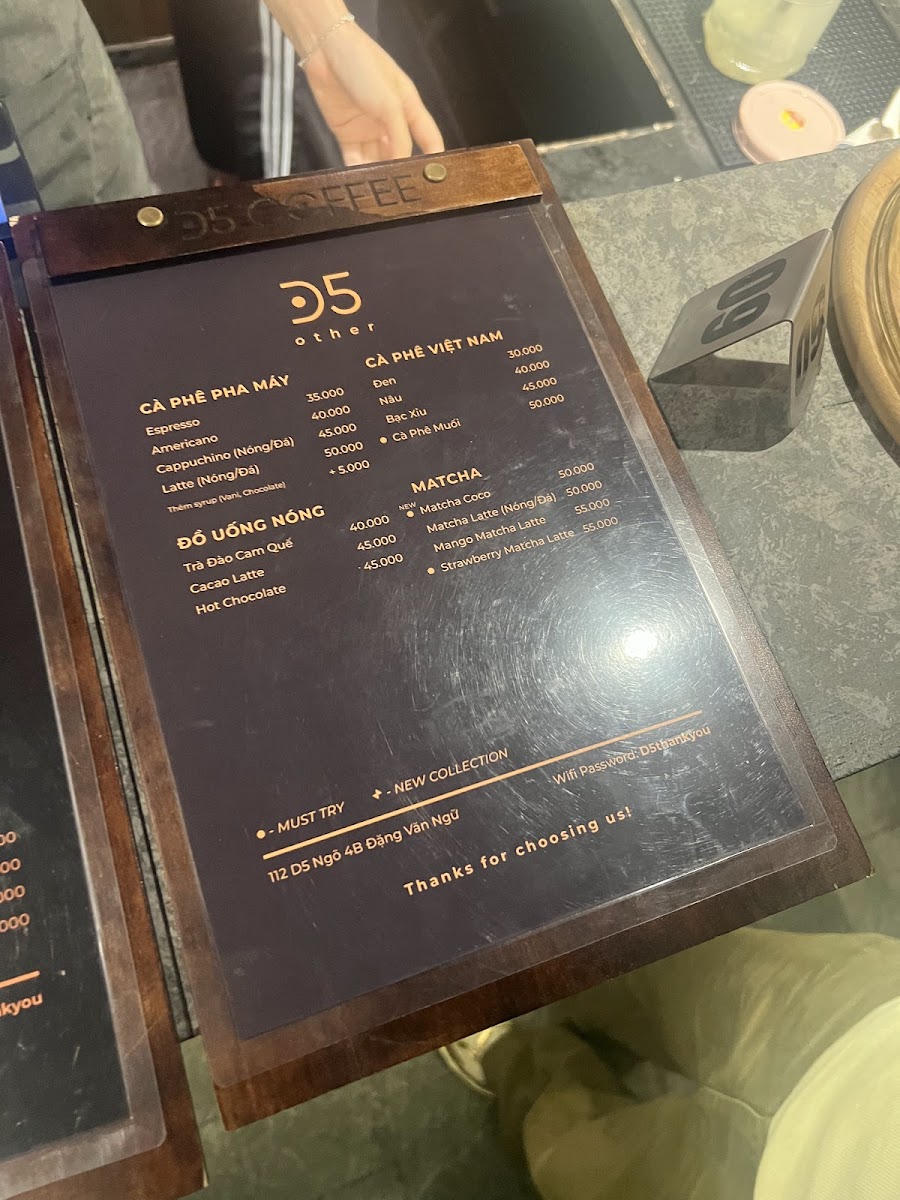 D5 COFFEE
D5
other
CÀ PHÊ PHA MÁY
Espresso 35.000
Americano 40.000
Cappuchino (Nóng/Đá) 45.000
Latte (Nóng/Đá) 50.000
Thêm syrup (Vani, Chocolate) + 5.000
ĐỒ UỐNG NÓNG
Trà Đào Cam Quế 40.000
Cacao Latte 45.000
Hot Chocolate 45.000
CÀ PHÊ VIỆT NAM
Đen 30.000
Nâu 40.000
Bạc Xỉu 45.000
Cà Phê Muối 50.000
MATCHA
NEW
Matcha Coco 50.000
Matcha Latte (Nóng/Đá) 50.000
Mango Matcha Latte 55.000
Strawberry Matcha Latte 55.000
- MUST TRY - NEW COLLECTION
112 D5 Ngõ 4B Đặng Văn Ngữ Wifi Password: D5thankyou
Thanks for choosing us!
60